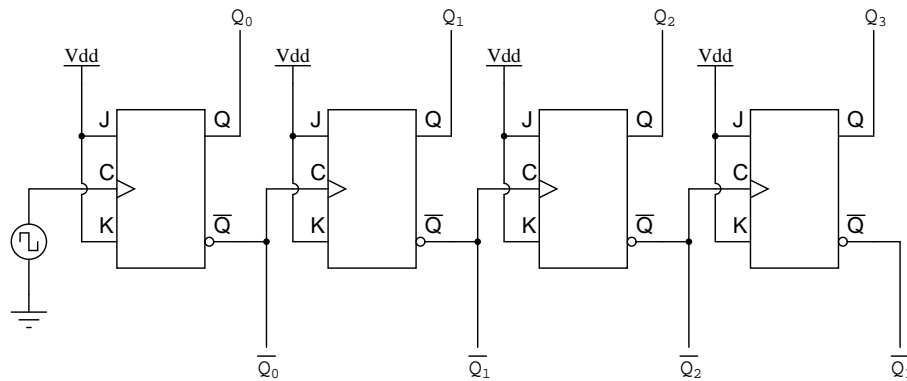 Q₀ Q₁ Q₂ Q₃
Vdd Vdd Vdd Vdd
J Q J Q J Q J Q
C C C C
K Q̅ K Q̅ K Q̅ K Q̅
Q̅₀ Q̅₁ Q̅₂